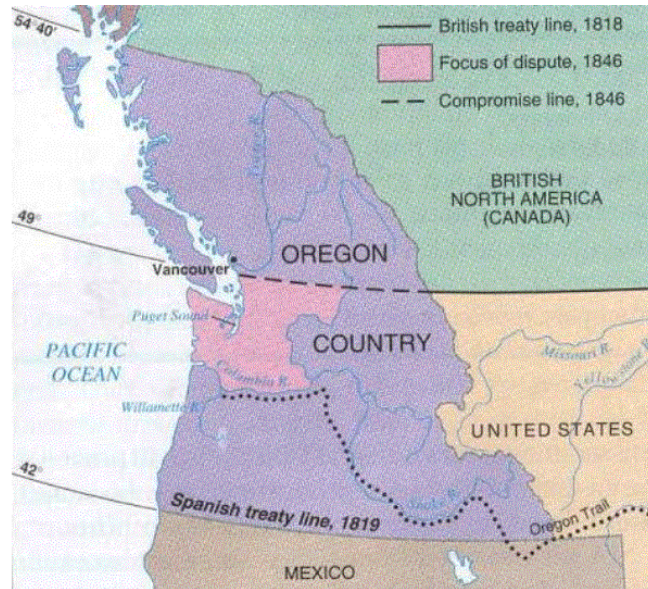 54°40'
British treaty line, 1818
Focus of dispute, 1846
Compromise line, 1846
BRITISH
NORTH AMERICA
(CANADA)
Fraser R.
49°
OREGON
Vancouver
Puget Sound
COUNTRY
PACIFIC
OCEAN
Columbia R.
Missouri R.
Yellowstone R.
Willamette R.
UNITED STATES
42°
Spanish treaty line, 1819
Snake R.
Oregon Trail
MEXICO